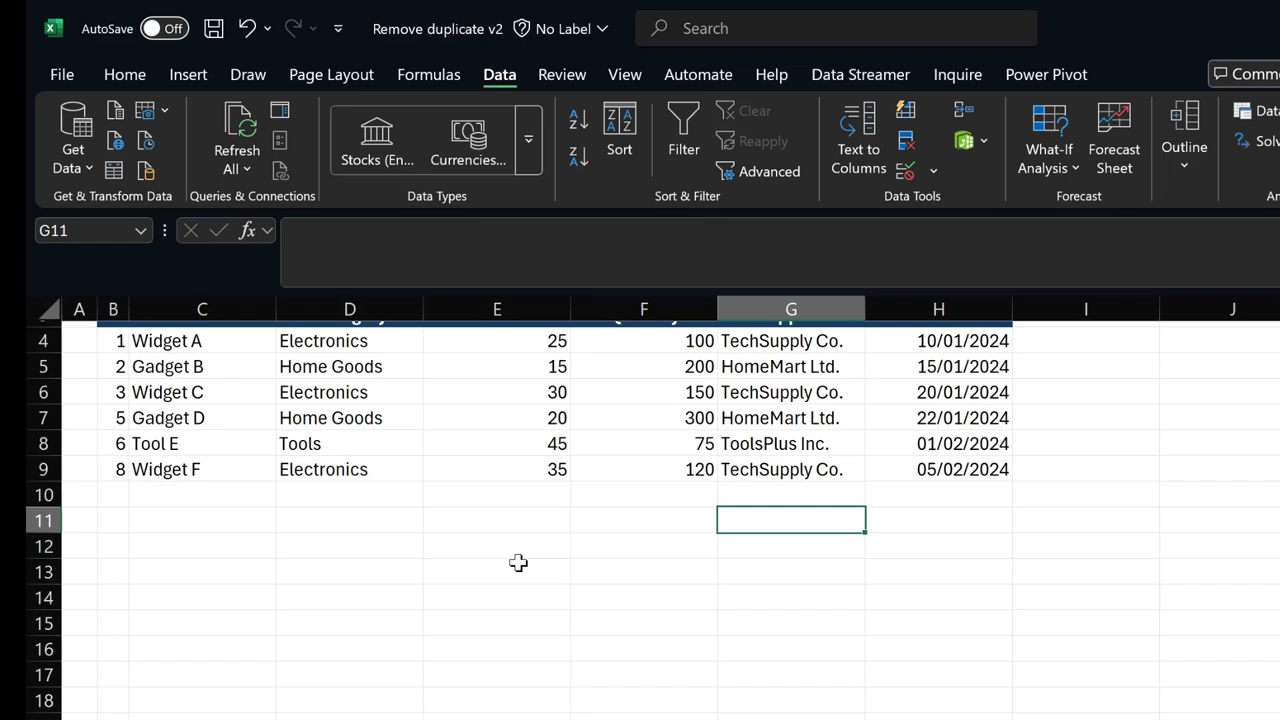 AutoSave Off Remove duplicate v2 No Label Search
File Home Insert Draw Page Layout Formulas Data Review View Automate Help Data Streamer Inquire Power Pivot
Get Data
Refresh All
Stocks (En...
Currencies...
Sort
Filter
Clear
Reapply
Advanced
Text to Columns
What-If Analysis
Forecast Sheet
Outline
Get & Transform Data Queries & Connections Data Types Sort & Filter Data Tools Forecast
G11 fx
A B C D E F G H I J
4 1 Widget A Electronics 25 100 TechSupply Co. 10/01/2024
5 2 Gadget B Home Goods 15 200 HomeMart Ltd. 15/01/2024
6 3 Widget C Electronics 30 150 TechSupply Co. 20/01/2024
7 5 Gadget D Home Goods 20 300 HomeMart Ltd. 22/01/2024
8 6 Tool E Tools 45 75 ToolsPlus Inc. 01/02/2024
9 8 Widget F Electronics 35 120 TechSupply Co. 05/02/2024
10
11
12
13
14
15
16
17
18